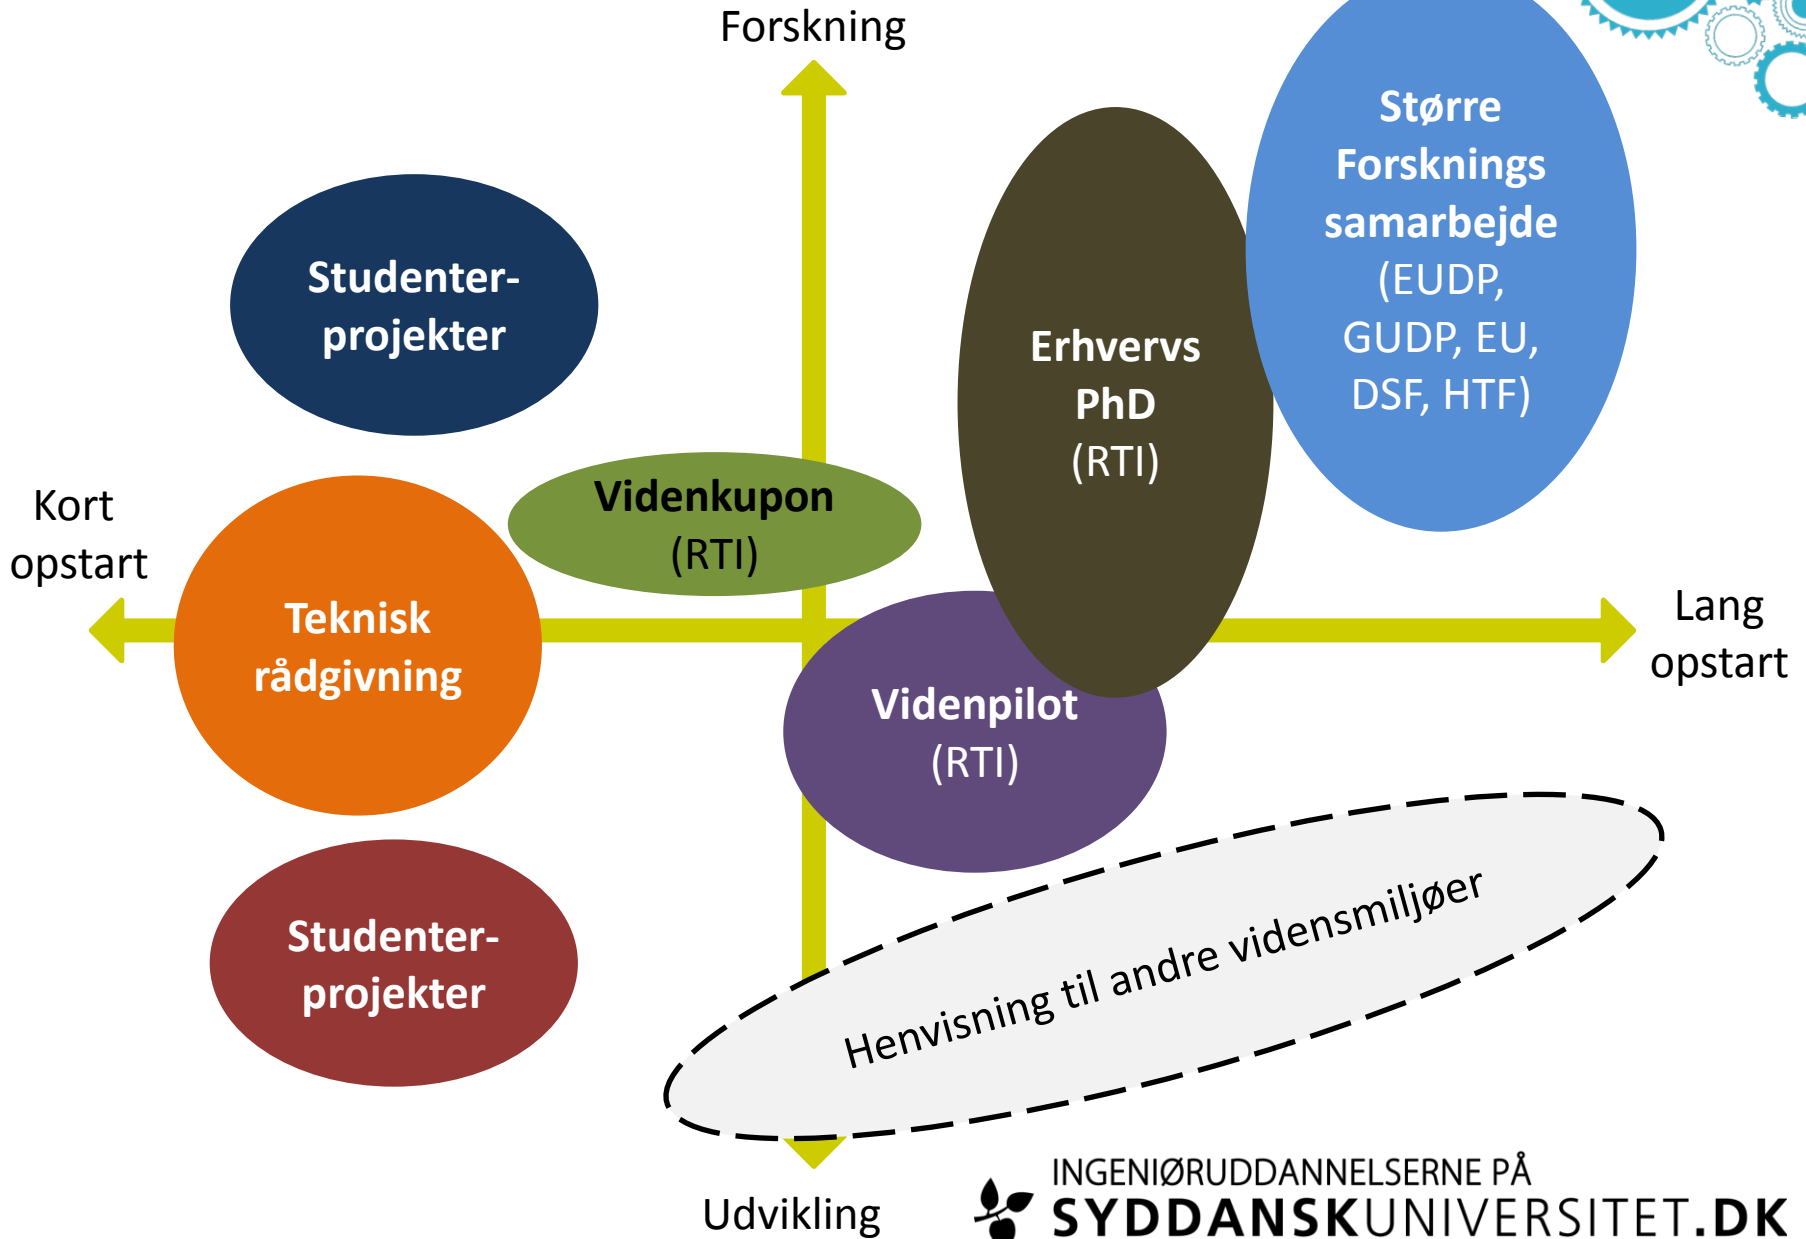 Forskning
Større
Forsknings
samarbejde
(EUDP,
GUDP, EU,
DSF, HTF)
Studenter-
projekter
Erhvervs
PhD
(RTI)
Kort
opstart
Videnkupon
(RTI)
Teknisk
rådgivning
Lang
opstart
Videnpilot
(RTI)
Studenter-
projekter
Henvisning til andre vidensmiljøer
Udvikling
INGENIØRUDDANNELSERNE PÅ
SYDDANSKUNIVERSITET.DK